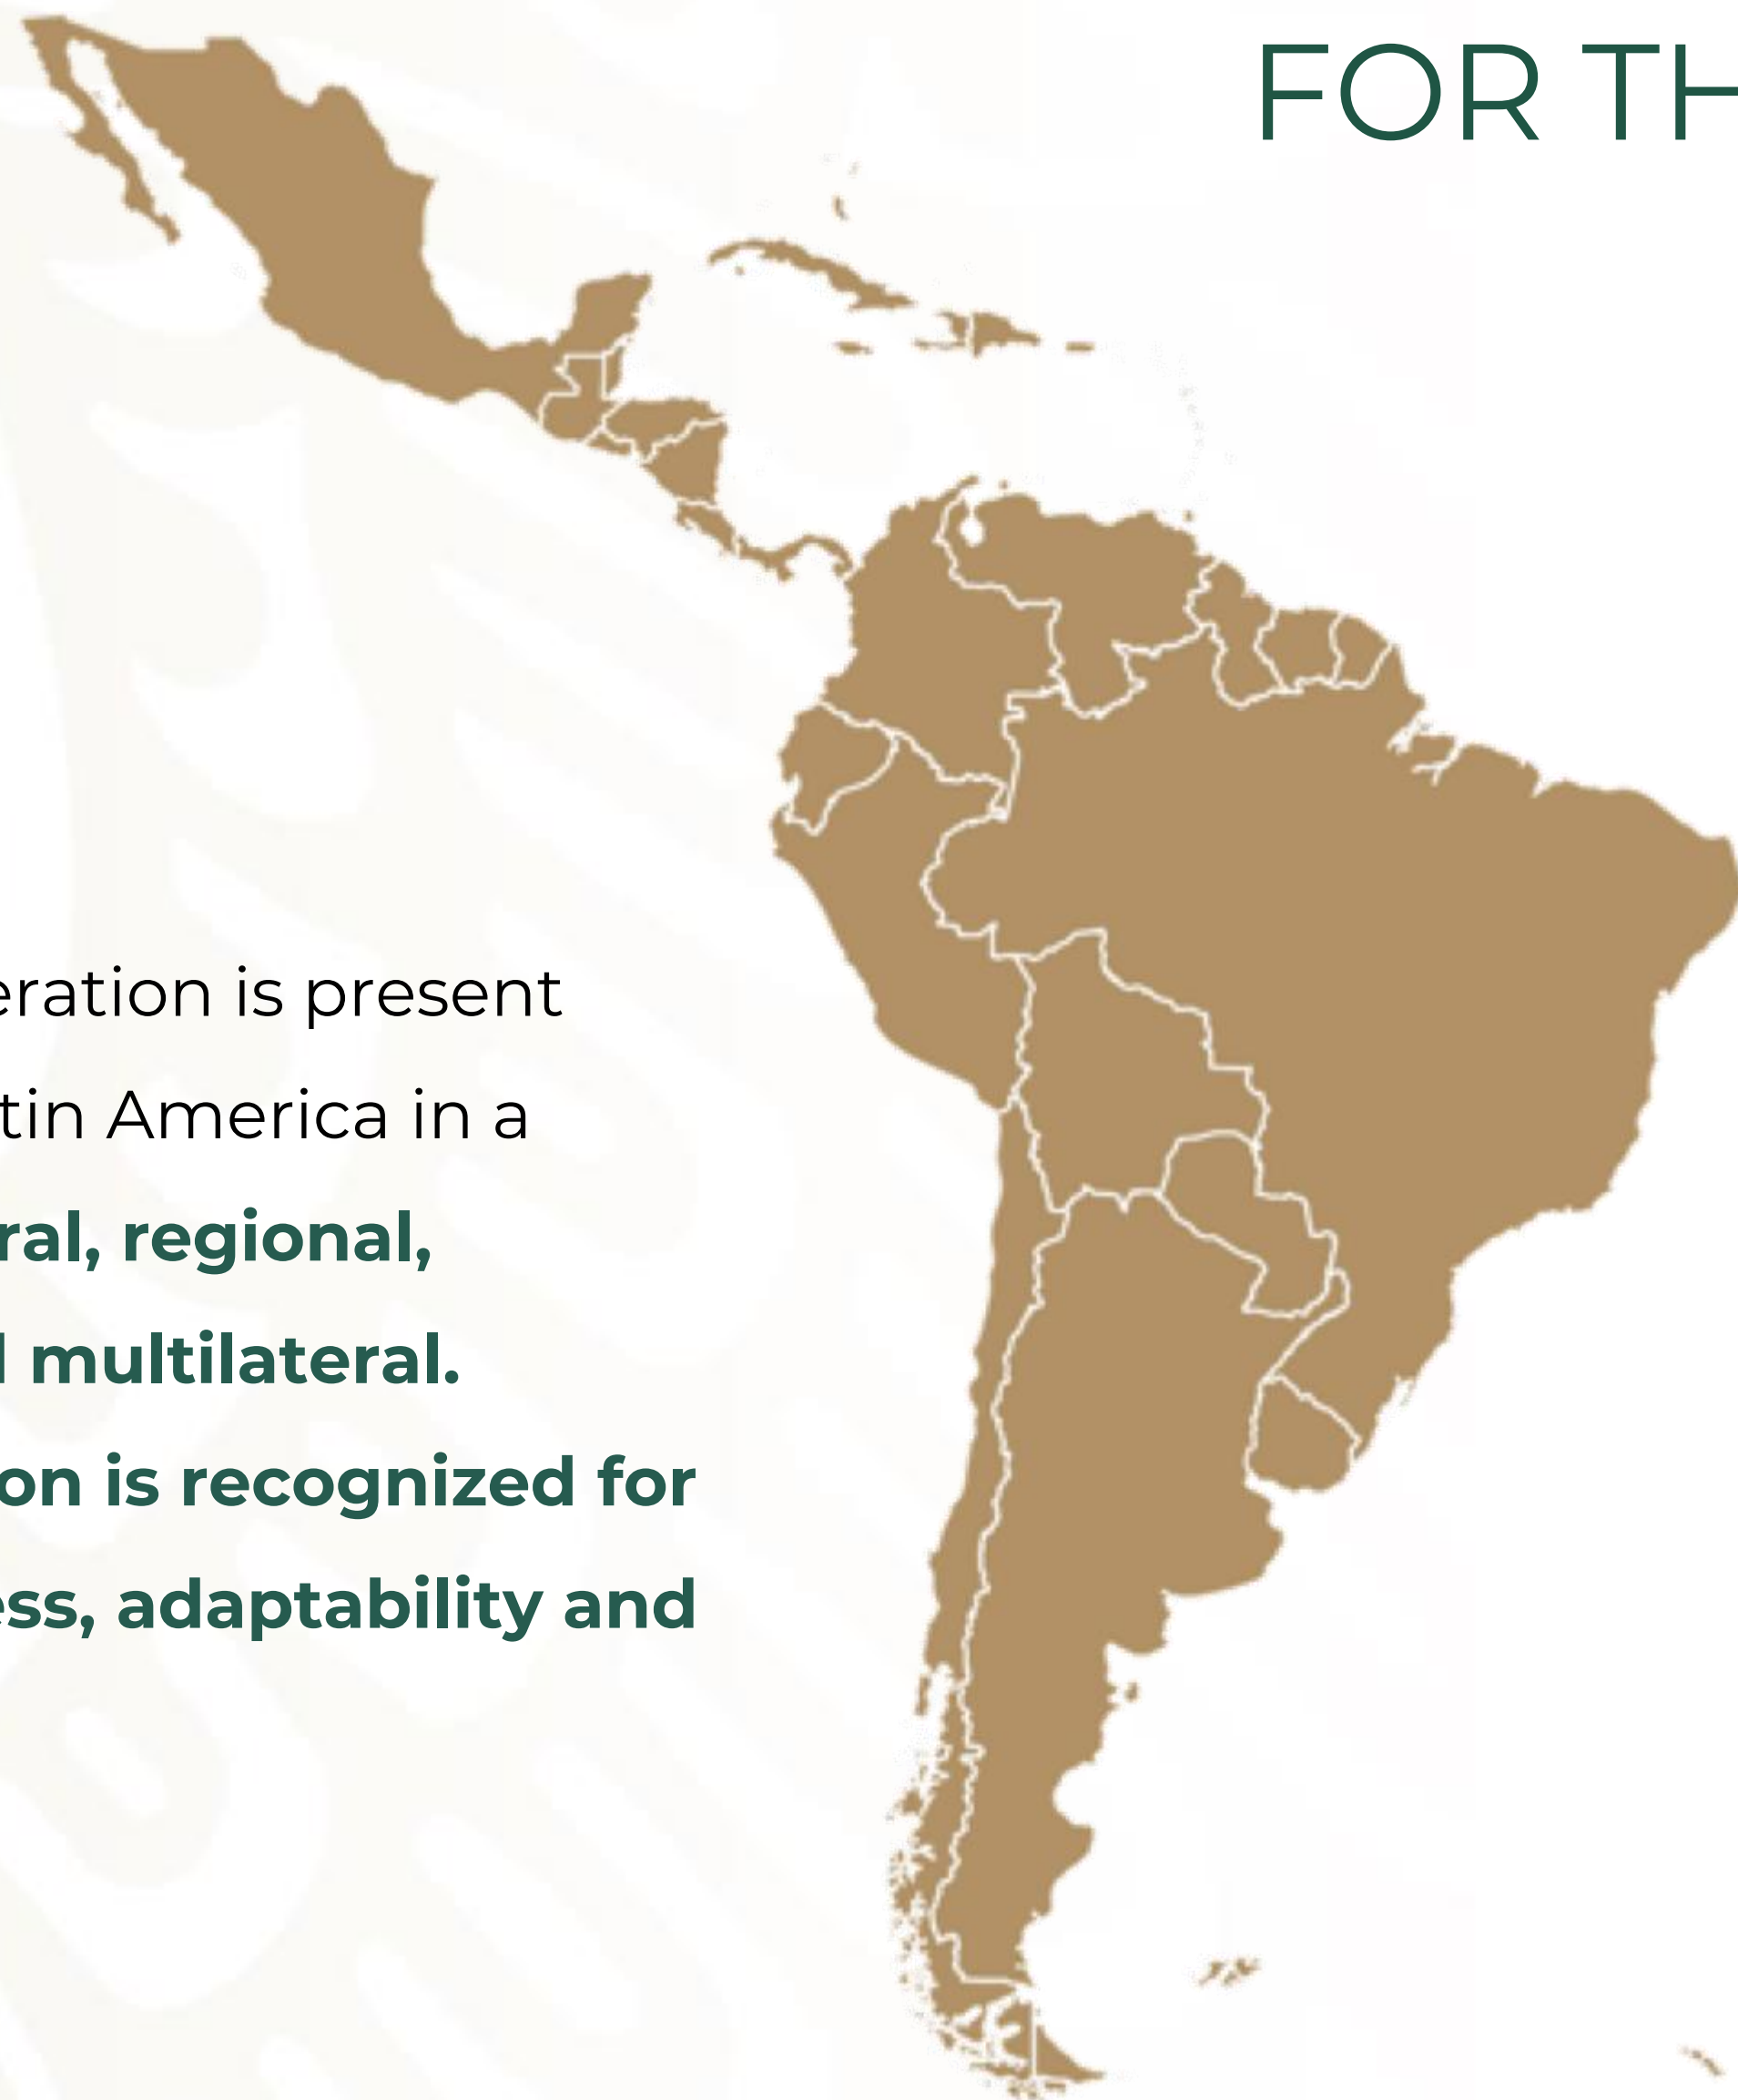 FOR TH
eration is present
tin America in a
ral, regional,
multilateral.
on is recognized for
ess, adaptability and